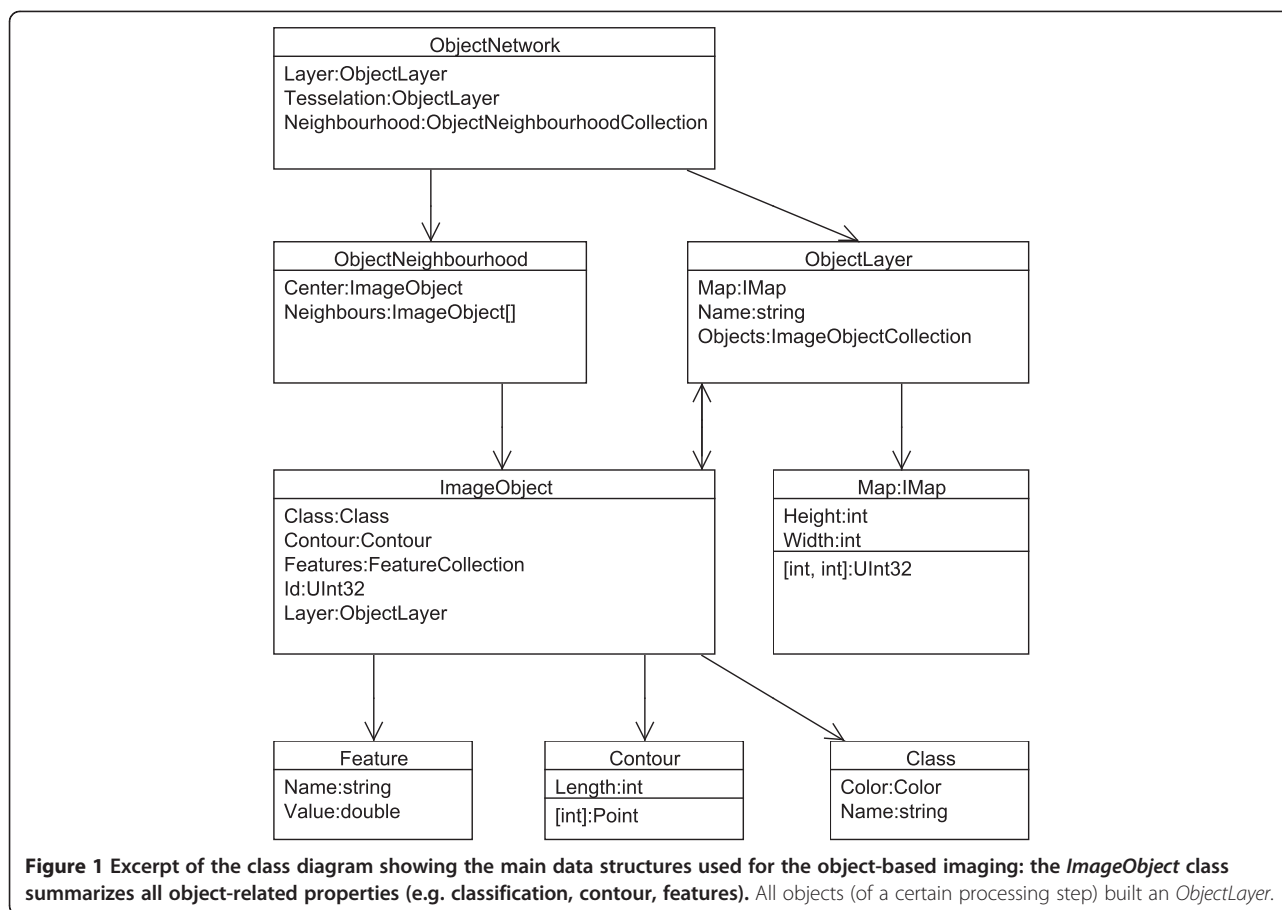 ObjectNetwork
Layer:ObjectLayer
Tesselation:ObjectLayer
Neighbourhood:ObjectNeighbourhoodCollection
ObjectNeighbourhood
Center:ImageObject
Neighbours:ImageObject[]
ObjectLayer
Map:IMap
Name:string
Objects:ImageObjectCollection
ImageObject
Class:Class
Contour:Contour
Features:FeatureCollection
Id:UInt32
Layer:ObjectLayer
Map:IMap
Height:int
Width:int
[int, int]:UInt32
Feature
Name:string
Value:double
Contour
Length:int
[int]:Point
Class
Color:Color
Name:string
Figure 1 Excerpt of the class diagram showing the main data structures used for the object-based imaging: the ImageObject class
summarizes all object-related properties (e.g. classification, contour, features). All objects (of a certain processing step) built an ObjectLayer.